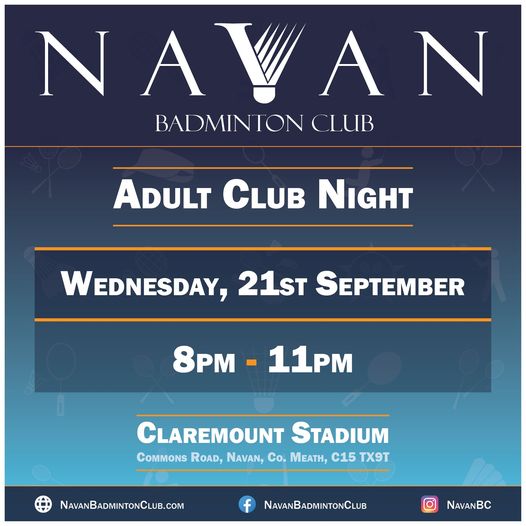 NAVAN
BADMINTON CLUB
ADULT CLUB NIGHT
WEDNESDAY, 21ST SEPTEMBER
8PM - 11PM
CLAREMOUNT STADIUM
COMMONS ROAD, NAVAN, CO. MEATH, C15 TX9T
NAVANBADMINTONCLUB.COM NAVANBADMINTONCLUB NAVANBC